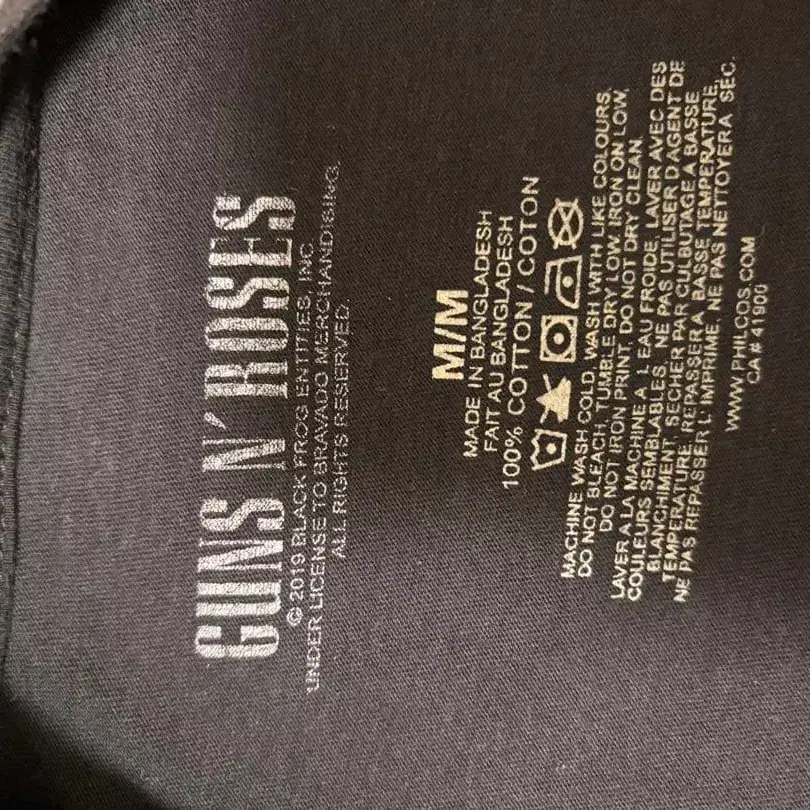 GUNS N' ROSES
© 2019 BLACK FROG ENTITIES, INC.
UNDER LICENSE TO BRAVADO MERCHANDISING.
ALL RIGHTS RESERVED.
M/M
MADE IN BANGLADESH
FAIT AU BANGLADESH
100% COTTON / COTON
MACHINE WASH COLD, WASH WITH LIKE COLOURS.
DO NOT BLEACH, TUMBLE DRY LOW, IRON ON LOW,
DO NOT IRON PRINT, DO NOT DRY CLEAN.
LAVER A LA MACHINE A L EAU FROIDE, LAVER AVEC DES
COULEURS SEMBLABLES, NE PAS UTILISER D'AGENT DE
BLANCHIMENT, SECHER PAR CULBUTAGE A BASSE
TEMPERATURE, REPASSER A BASSE TEMPERATURE,
NE PAS REPASSER L' IMPRIME, NE PAS NETTOYER A SEC.
WWW.PHILCOS.COM
CA# 41900